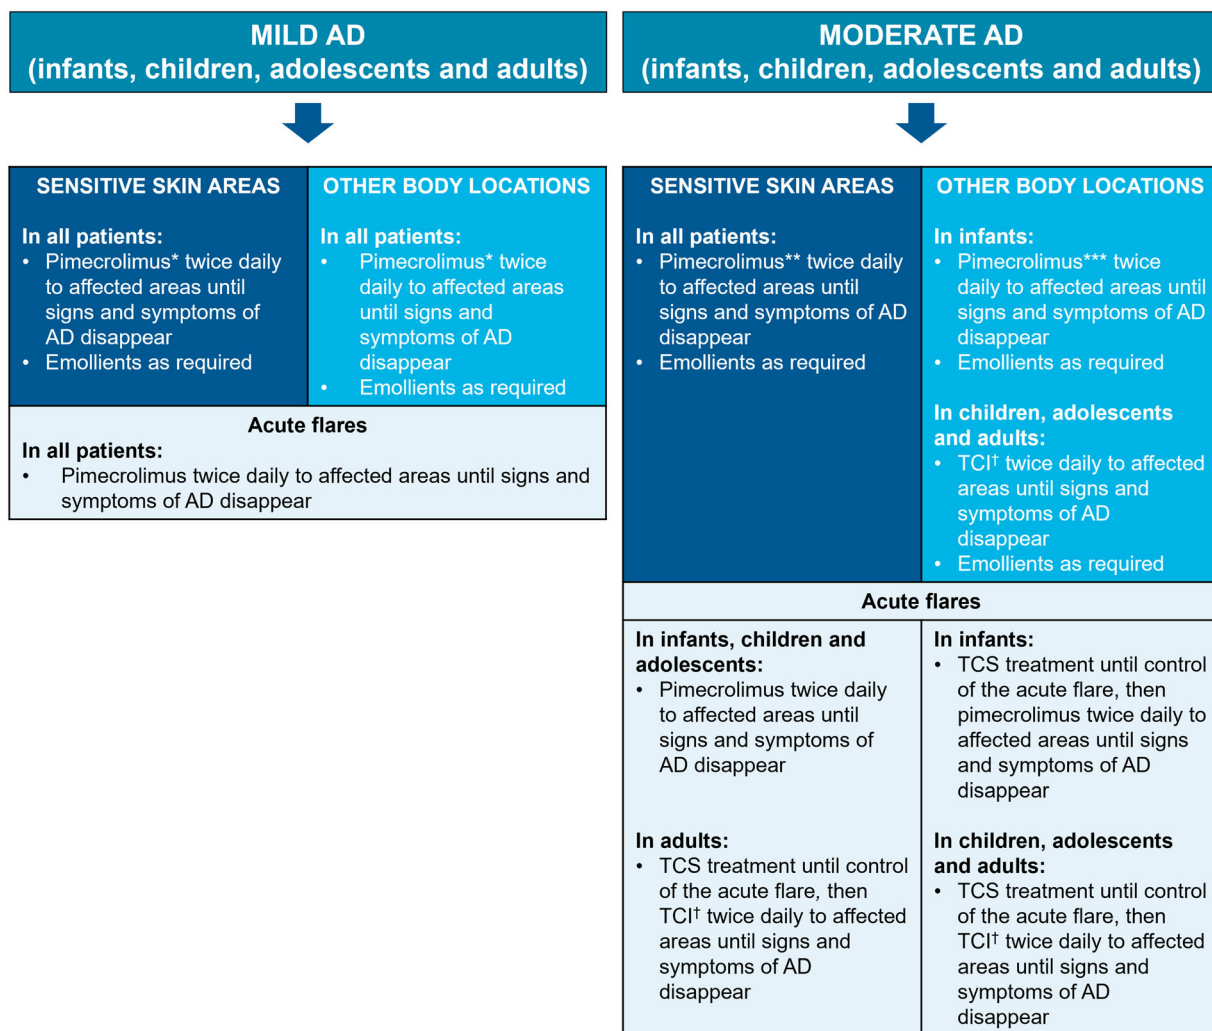 MILD AD
(infants, children, adolescents and adults)
SENSITIVE SKIN AREAS
In all patients:
• Pimecrolimus* twice daily
to affected areas until
signs and symptoms of
AD disappear
• Emollients as required
OTHER BODY LOCATIONS
In all patients:
• Pimecrolimus* twice
daily to affected areas
until signs and
symptoms of AD
disappear
• Emollients as required
Acute flares
In all patients:
• Pimecrolimus twice daily to affected areas until signs and
symptoms of AD disappear
MODERATE AD
(infants, children, adolescents and adults)
SENSITIVE SKIN AREAS
In all patients:
• Pimecrolimus** twice daily
to affected areas until
signs and symptoms of AD
disappear
• Emollients as required
OTHER BODY LOCATIONS
In infants:
• Pimecrolimus*** twice
daily to affected areas until
signs and symptoms of AD
disappear
• Emollients as required
In children, adolescents
and adults:
• TCI† twice daily to affected
areas until signs and
symptoms of AD
disappear
• Emollients as required
Acute flares
In infants, children and
adolescents:
• Pimecrolimus twice daily
to affected areas until
signs and symptoms of
AD disappear
In adults:
• TCS treatment until control
of the acute flare, then
TCI† twice daily to affected
areas until signs and
symptoms of AD
disappear
In infants:
• TCS treatment until control
of the acute flare, then
pimecrolimus twice daily to
affected areas until signs
and symptoms of AD
disappear
In children, adolescents
and adults:
• TCS treatment until control
of the acute flare, then
TCI† twice daily to affected
areas until signs and
symptoms of AD
disappear